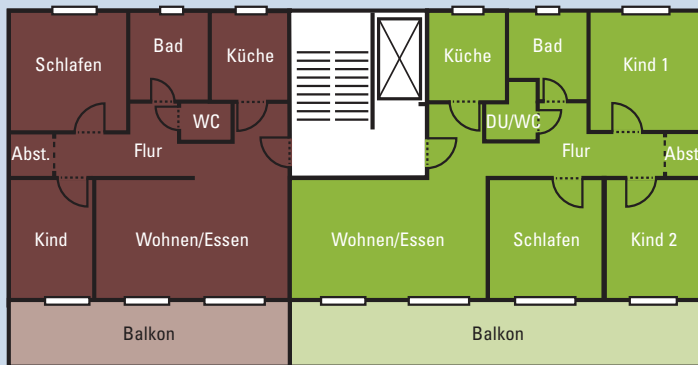 Schlafen
Bad
Küche
Küche
Bad
Kind 1
WC
DU/WC
Abst.
Flur
Flur
Abst.
Kind
Wohnen/Essen
Wohnen/Essen
Schlafen
Kind 2
Balkon
Balkon